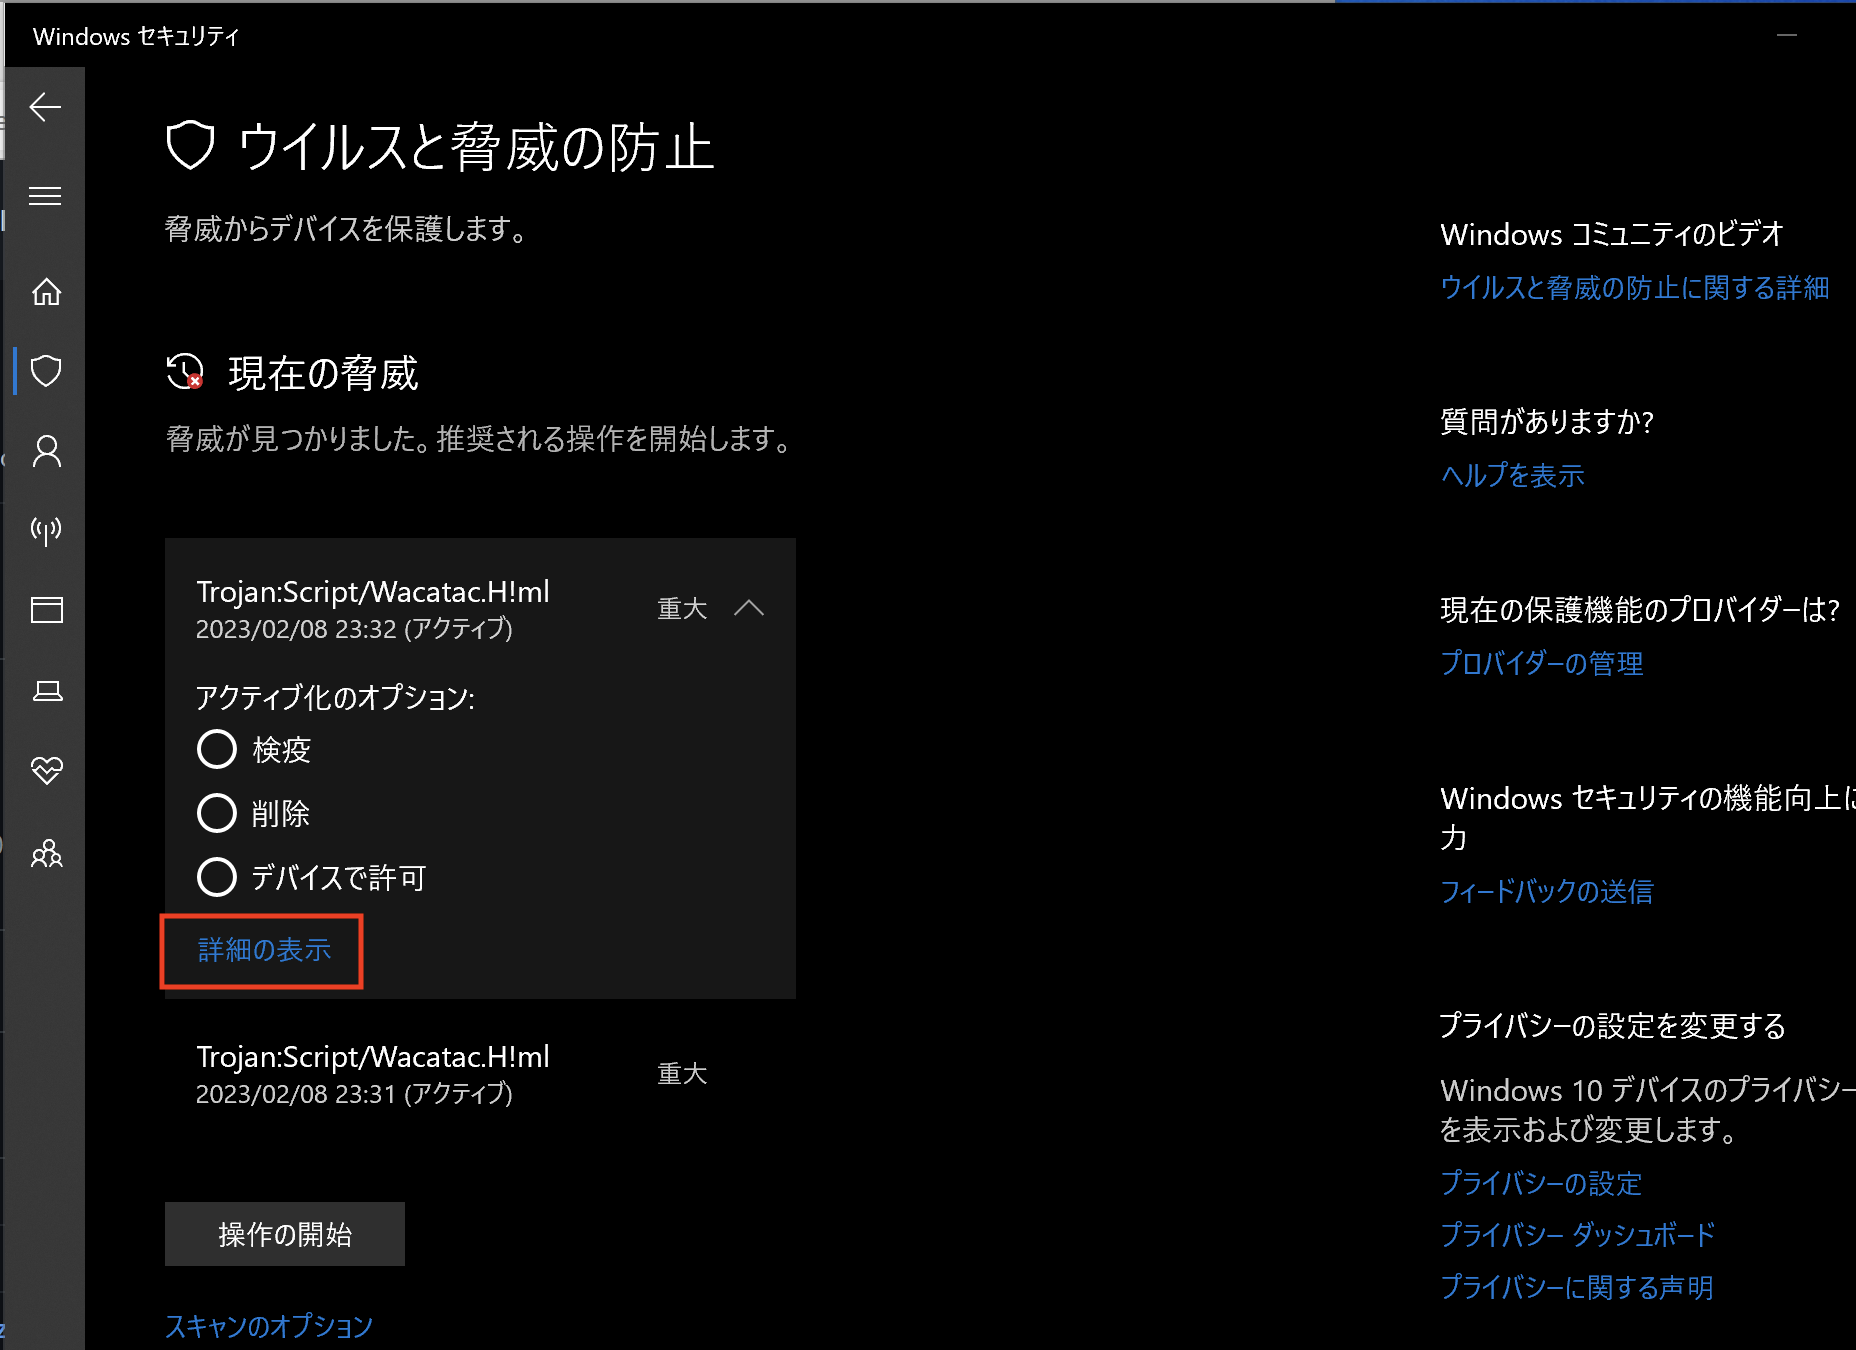 Windows セキュリティ
ウイルスと脅威の防止
脅威からデバイスを保護します。
現在の脅威
脅威が見つかりました。推奨される操作を開始します。
Trojan:Script/Wacatac.H!ml
2023/02/08 23:32 (アクティブ)
重大
アクティブ化のオプション:
検疫
削除
デバイスで許可
詳細の表示
Trojan:Script/Wacatac.H!ml
2023/02/08 23:31 (アクティブ)
重大
操作の開始
スキャンのオプション
Windows コミュニティのビデオ
ウイルスと脅威の防止に関する詳細
質問がありますか?
ヘルプを表示
現在の保護機能のプロバイダーは?
プロバイダーの管理
Windows セキュリティの機能向上に
力
フィードバックの送信
プライバシーの設定を変更する
Windows 10 デバイスのプライバシー
を表示および変更します。
プライバシーの設定
プライバシー ダッシュボード
プライバシーに関する声明